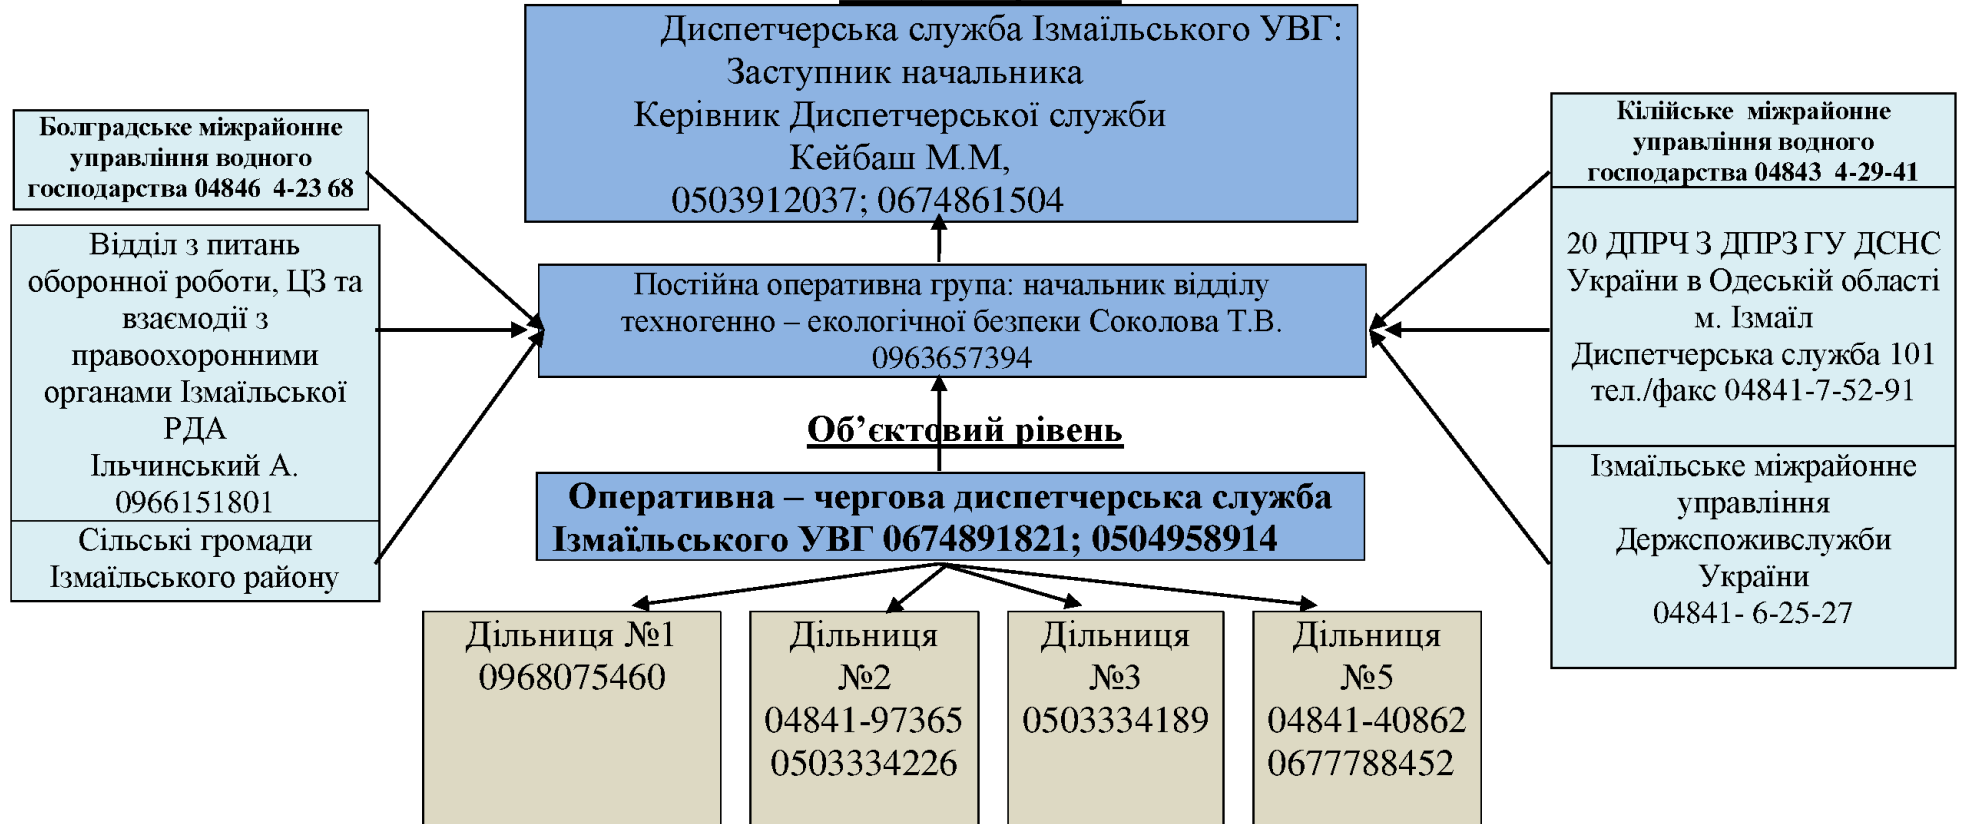 Диспетчерська служба Ізмаїльського УВГ:
Заступник начальника
Керівник Диспетчерської служби
Кейбаш М.М,
0503912037; 0674861504
Болградське міжрайонне
управління водного
господарства 04846 4-23 68
Відділ з питань
оборонної роботи, ЦЗ та
взаємодії з
правоохоронними
органами Ізмаїльської
РДА
Ільчинський А.
0966151801
Сільські громади
Ізмаїльського району
Постійна оперативна група: начальник відділу
техногенно – екологічної безпеки Соколова Т.В.
0963657394
Об’єктовий рівень
Оперативна – чергова диспетчерська служба
Ізмаїльського УВГ 0674891821; 0504958914
Кілійське міжрайонне
управління водного
господарства 04843 4-29-41
20 ДПРЧ 3 ДПРЗ ГУ ДСНС
України в Одеській області
м. Ізмаїл
Диспетчерська служба 101
тел./факс 04841-7-52-91
Ізмаїльське міжрайонне
управління
Держспоживслужби
України
04841- 6-25-27
Дільниця №1
0968075460
Дільниця
№2
04841-97365
0503334226
Дільниця
№3
0503334189
Дільниця
№5
04841-40862
0677788452